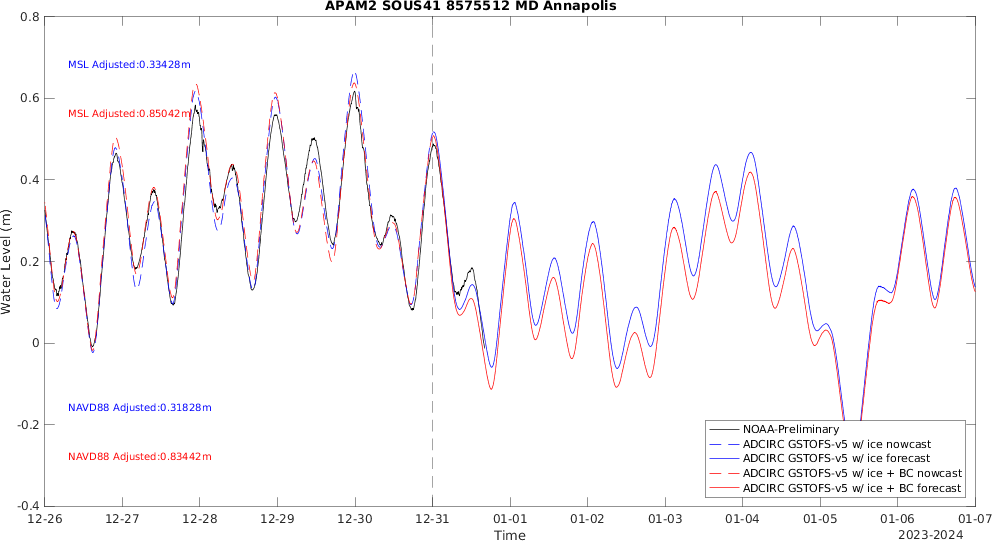 APAM2 SOUS41 8575512 MD Annapolis
0.8
MSL Adjusted:0.33428m
0.6
MSL Adjusted:0.85042m
0.4
Water Level (m)
0.2
0
NAVD88 Adjusted:0.31828m
-0.2
NOAA-Preliminary
ADCIRC GSTOFS-v5 w/ ice nowcast
NAVD88 Adjusted:0.83442m
ADCIRC GSTOFS-v5 w/ ice forecast
ADCIRC GSTOFS-v5 w/ ice + BC nowcast
ADCIRC GSTOFS-v5 w/ ice + BC forecast
-0.4
12-26 12-27 12-28 12-29 12-30 12-31 01-01 01-02 01-03 01-04 01-05 01-06 01-07
Time
2023-2024